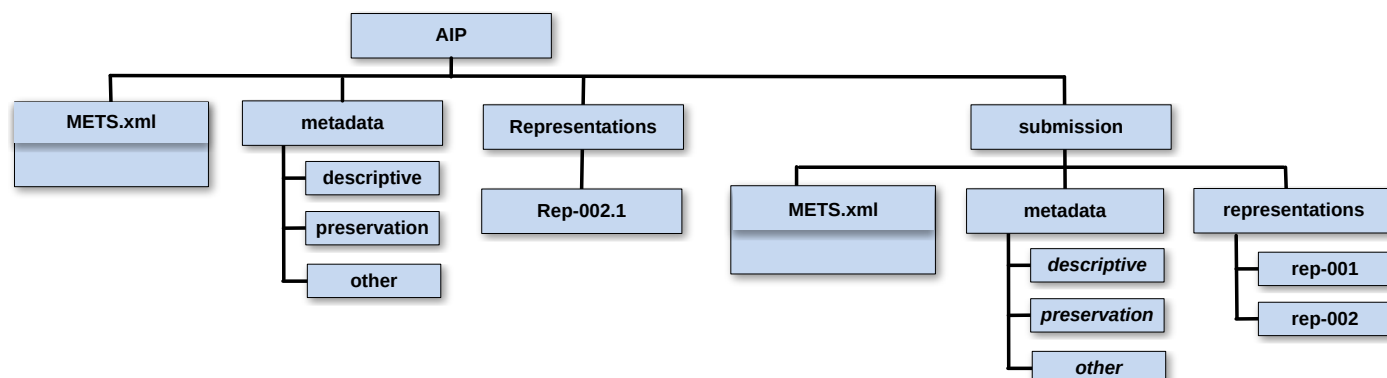 AIP
METS.xml
metadata
Representations
submission
descriptive
preservation
other
Rep-002.1
METS.xml
metadata
representations
descriptive
preservation
other
rep-001
rep-002